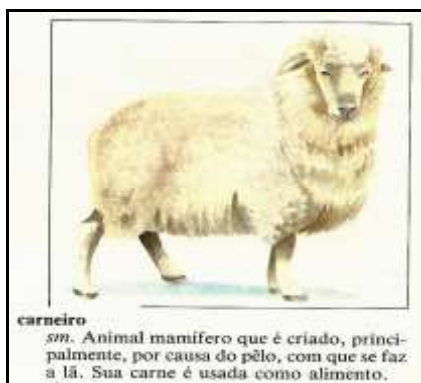 carneiro
sm. Animal mamífero que é criado, princi-
palmente, por causa do pêlo, com que se faz
a lã. Sua carne é usada como alimento.